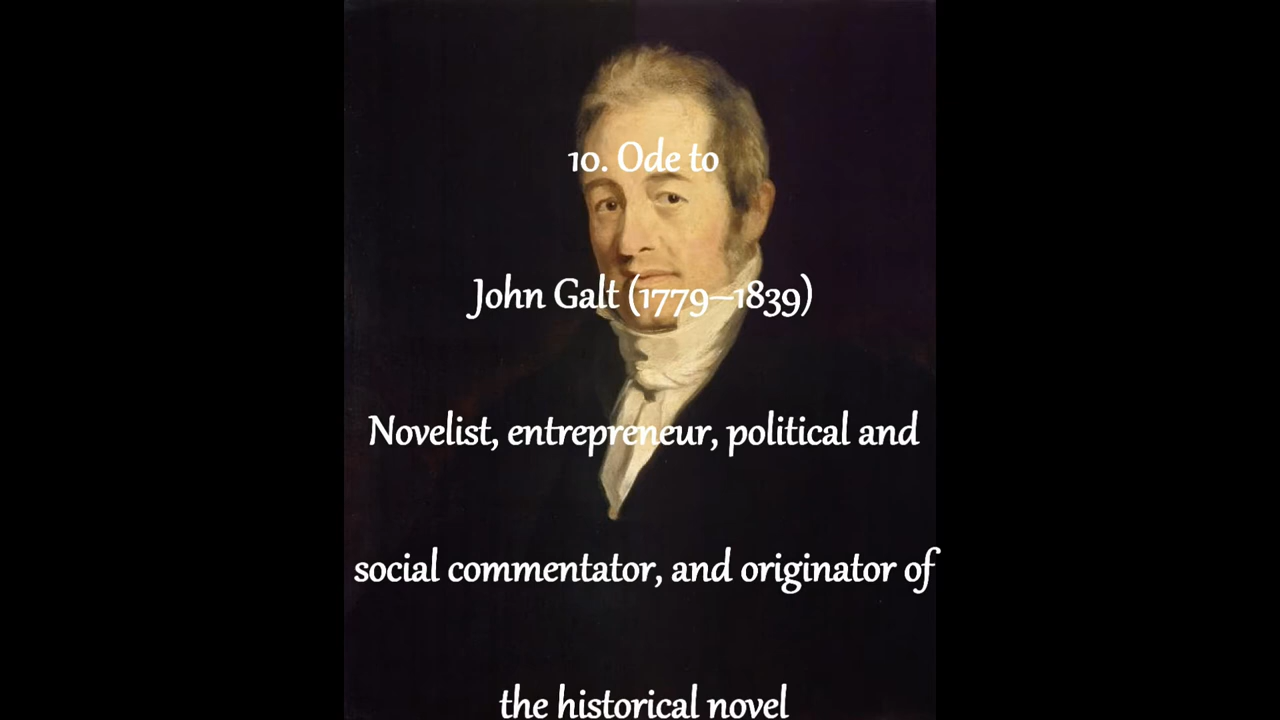 10. Ode to
John Galt (1779–1839)
Novelist, entrepreneur, political and
social commentator, and originator of
the historical novel